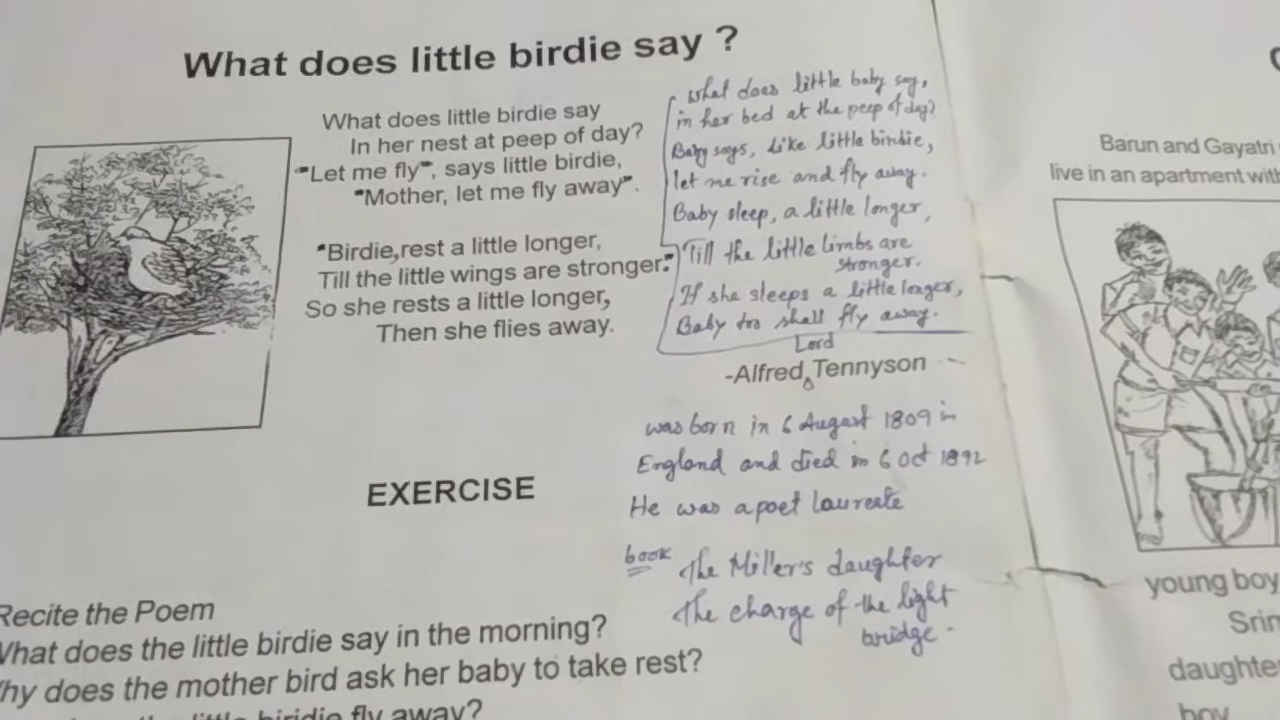 What does little birdie say ?
What does little birdie say
In her nest at peep of day?
"Let me fly", says little birdie,
"Mother, let me fly away".
"Birdie,rest a little longer,
Till the little wings are stronger."
So she rests a little longer,
Then she flies away.
what does little baby say,
in her bed at the peep of day?
Baby says, like little birdie,
let me rise and fly away.
Baby sleep, a little longer,
Till the little limbs are
stronger.
If she sleeps a little longer,
Baby too shall fly away.
Lord
-Alfred Tennyson
was born in 6 August 1809 in
England and died in 6 Oct 1892
He was a poet laureate
book The Miller's daughter
The charge of the light
bridge.
EXERCISE
Recite the Poem
What does the little birdie say in the morning?
Why does the mother bird ask her baby to take rest?
little biridie fly away?
Barun and Gayatri
live in an apartment with
young boy
daughte
boy